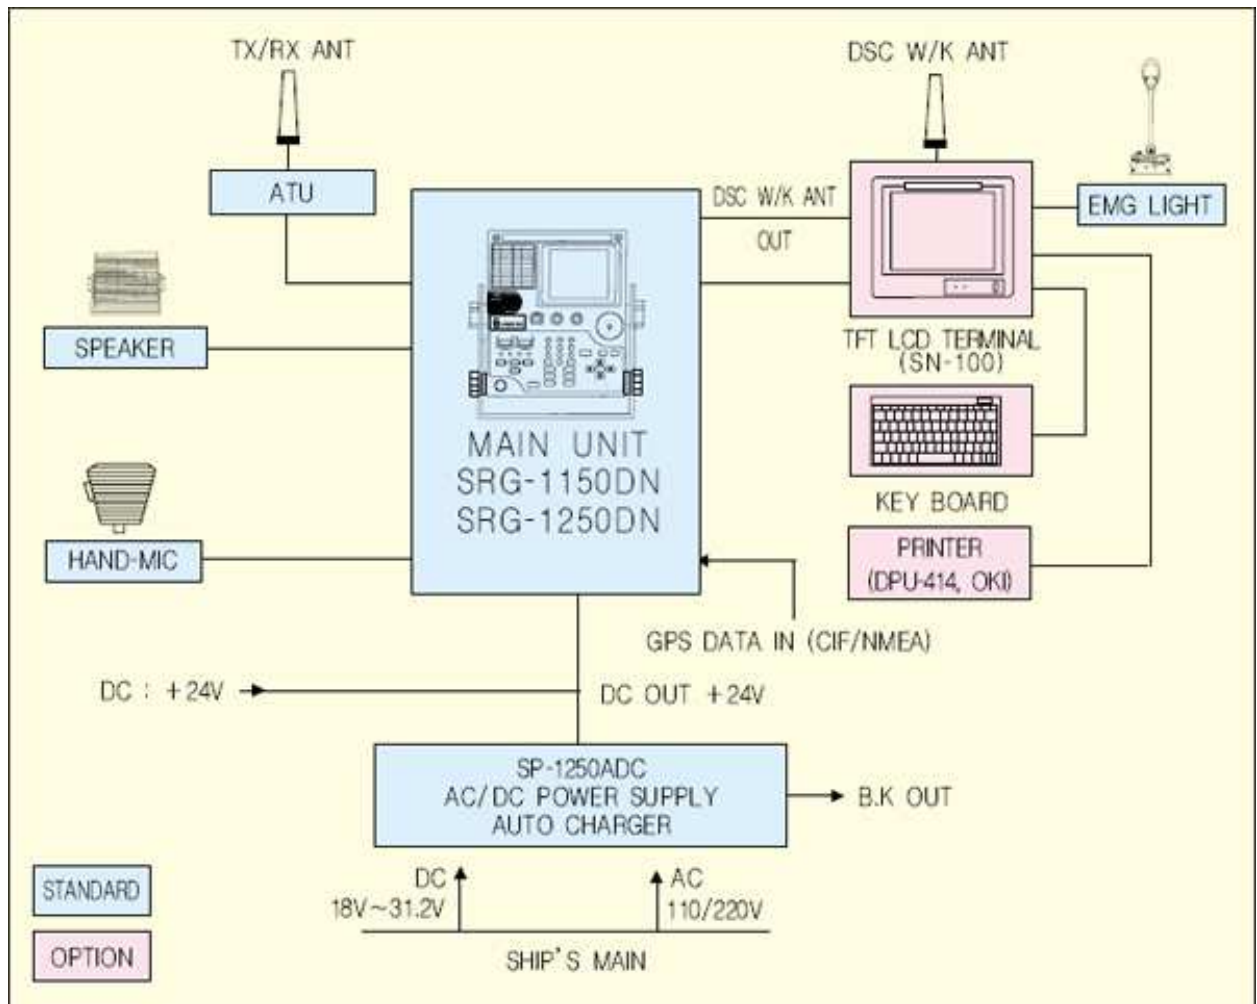 TX/RX ANT
DSC W/K ANT
ATU
DSC W/K ANT
OUT
EMG LIGHT
SPEAKER
TFT LCD TERMINAL
(SN-100)
MAIN UNIT
SRG-1150DN
SRG-1250DN
KEY BOARD
HAND-MIC
PRINTER
(DPU-414, OKI)
GPS DATA IN (CIF/NMEA)
DC : +24V
DC OUT +24V
SP-1250ADC
AC/DC POWER SUPPLY
AUTO CHARGER
B.K OUT
DC
18V~31.2V
AC
110/220V
SHIP'S MAIN
STANDARD
OPTION